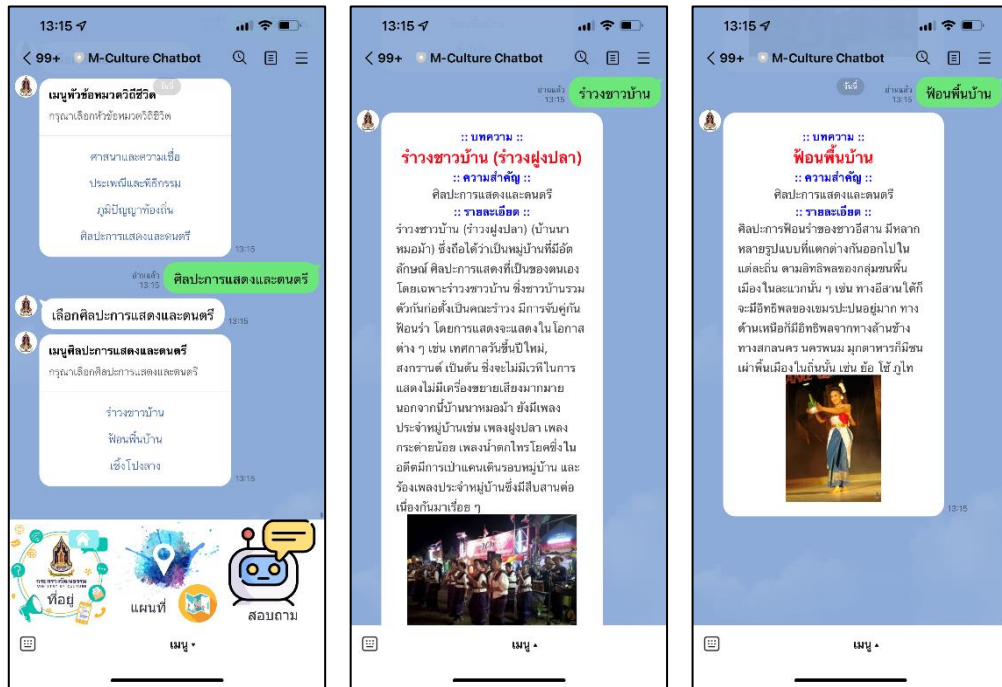 13:15
99+ M-Culture Chatbot
วันนี้
เมนูหัวข้อหมวดวิถีชีวิต
กรุณาเลือกหัวข้อหมวดวิถีชีวิต
ศาสนาและความเชื่อ
ประเพณีและพิธีกรรม
ภูมิปัญญาท้องถิ่น
ศิลปะการแสดงและดนตรี
13:15
อ่านแล้ว
13:15
ศิลปะการแสดงและดนตรี
เลือกศิลปะการแสดงและดนตรี
13:15
เมนูศิลปะการแสดงและดนตรี
กรุณาเลือกศิลปะการแสดงและดนตรี
รำวงชาวบ้าน
ฟ้อนพื้นบ้าน
เซิ้งโปงลาง
13:15
กระทรวงวัฒนธรรม
ที่อยู่
แผนที่
สอบถาม
เมนู
13:15
99+ M-Culture Chatbot
อ่านแล้ว
13:15
รำวงชาวบ้าน
:: บทความ ::
รำวงชาวบ้าน (รำวงฝูงปลา)
:: ความสำคัญ ::
ศิลปะการแสดงและดนตรี
:: รายละเอียด ::
รำวงชาวบ้าน (รำวงฝูงปลา) (บ้านนา
หมอม้า) ซึ่งถือได้ว่าเป็นหมู่บ้านที่มีอัต
ลักษณ์ ศิลปะการแสดงที่เป็นของตนเอง
โดยเฉพาะรำวงชาวบ้าน ซึ่งชาวบ้านรวม
ตัวกันก่อตั้งเป็นคณะรำวง มีการจับคู่กัน
ฟ้อนรำ โดยการแสดงจะแสดงในโอกาส
ต่าง ๆ เช่น เทศกาลวันขึ้นปีใหม่,
สงกรานต์ เป็นต้น ซึ่งจะไม่มีเวทีในการ
แสดงไม่มีเครื่องขยายเสียงมากมาย
นอกจากนี้บ้านนาหมอม้า ยังมีเพลง
ประจำหมู่บ้านเช่น เพลงฝูงปลา เพลง
กระต่ายน้อย เพลงน้ำตกไทรโยคซึ่งใน
อดีตมีการเป่าแคนเดินรอบหมู่บ้าน และ
ร้องเพลงประจำหมู่บ้านซึ่งมีสืบสานต่อ
เนื่องกันมาเรื่อย ๆ
เมนู
13:15
99+ M-Culture Chatbot
วันนี้
อ่านแล้ว
13:15
ฟ้อนพื้นบ้าน
:: บทความ ::
ฟ้อนพื้นบ้าน
:: ความสำคัญ ::
ศิลปะการแสดงและดนตรี
:: รายละเอียด ::
ศิลปะการฟ้อนรำของชาวอีสาน มีหลาก
หลายรูปแบบที่แตกต่างกันออกไปใน
แต่ละถิ่น ตามอิทธิพลของกลุ่มชนพื้น
เมืองในละแวกนั้น ๆ เช่น ทางอีสานใต้ก็
จะมีอิทธิพลของเขมรปะปนอยู่มาก ทาง
ด้านเหนือก็มีอิทธิพลจากทางล้านช้าง
ทางสกลนคร นครพนม มุกดาหารก็มีชน
เผ่าพื้นเมืองในถิ่นนั้น เช่น ย้อ โซ้ ภูไท
13:15
เมนู